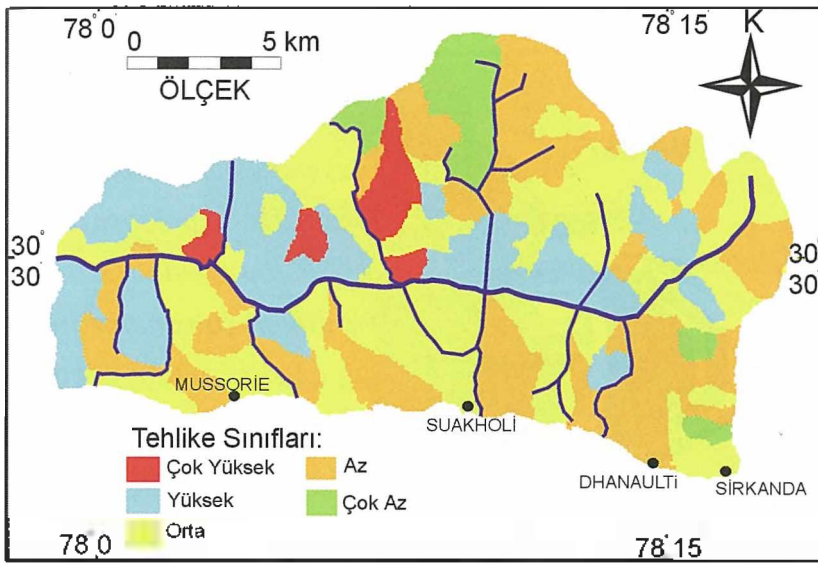 78° 0'
78° 15'
K
0 5 km
ÖLÇEK
30°
30'
30°
30'
MUSSORİE
SUAKHOLİ
DHANAULTİ
SİRKANDA
Tehlike Sınıfları:
Çok Yüksek
Az
Yüksek
Çok Az
Orta
78 0
78 15